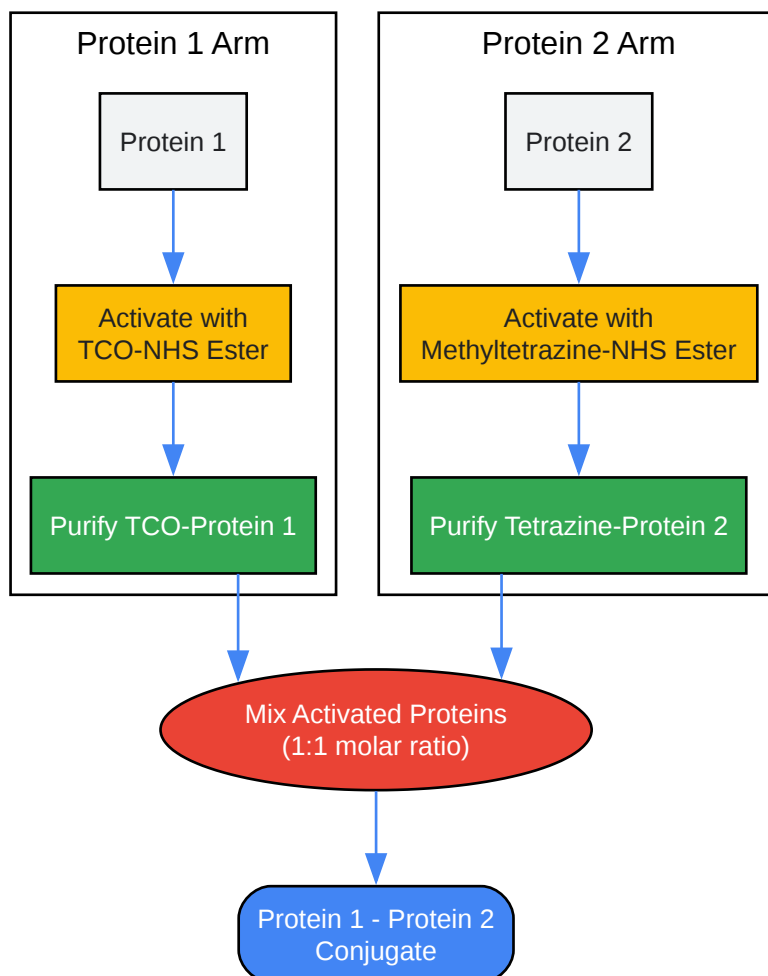 Protein 1 Arm
Protein 1
Activate with
TCO-NHS Ester
Purify TCO-Protein 1
Protein 2 Arm
Protein 2
Activate with
Methyltetrazine-NHS Ester
Purify Tetrazine-Protein 2
Mix Activated Proteins
(1:1 molar ratio)
Protein 1 - Protein 2
Conjugate